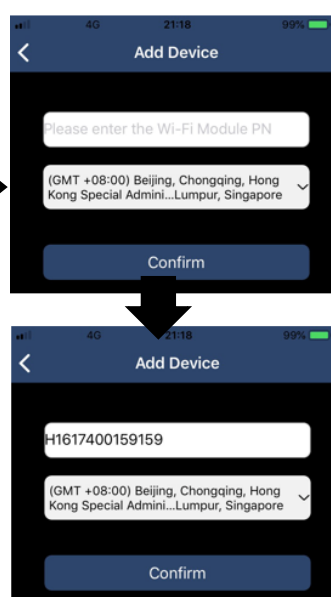 4G 21:18 99%
Add Device
Please enter the Wi-Fi Module PN
(GMT +08:00) Beijing, Chongqing, Hong
Kong Special Admini...Lumpur, Singapore
Confirm
4G 21:18 99%
Add Device
H1617400159159
(GMT +08:00) Beijing, Chongqing, Hong
Kong Special Admini...Lumpur, Singapore
Confirm